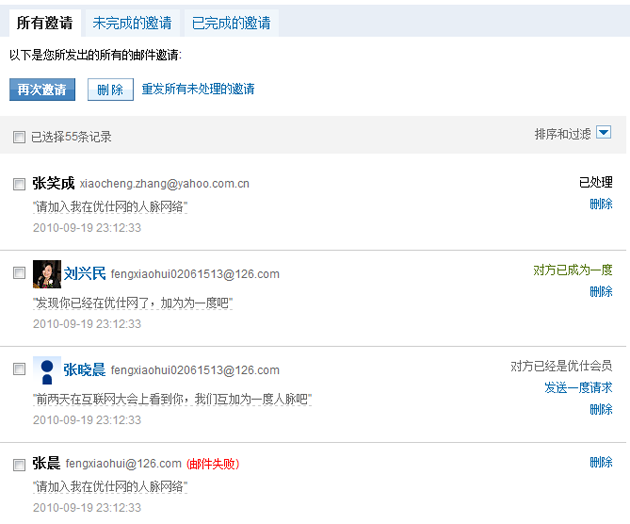 所有邀请 未完成的邀请 已完成的邀请
以下是您所发出的所有的邮件邀请:
再次邀请 删除 重发所有未处理的邀请
已选择55条记录 排序和过滤
张笑成 xiaocheng.zhang@yahoo.com.cn 已处理
"请加入我在优仕网的人脉网络" 删除
2010-09-19 23:12:33
刘兴民 fengxiaohui02061513@126.com 对方已成为一度
"发现你已经在优仕网了，加为为一度吧" 删除
2010-09-19 23:12:33
张晓晨 fengxiaohui02061513@126.com 对方已经是优仕会员
发送一度请求
"前两天在互联网大会上看到你，我们互加为一度人脉吧" 删除
2010-09-19 23:12:33
张晨 fengxiaohui@126.com (邮件失败) 删除
"请加入我在优仕网的人脉网络"
2010-09-19 23:12:33